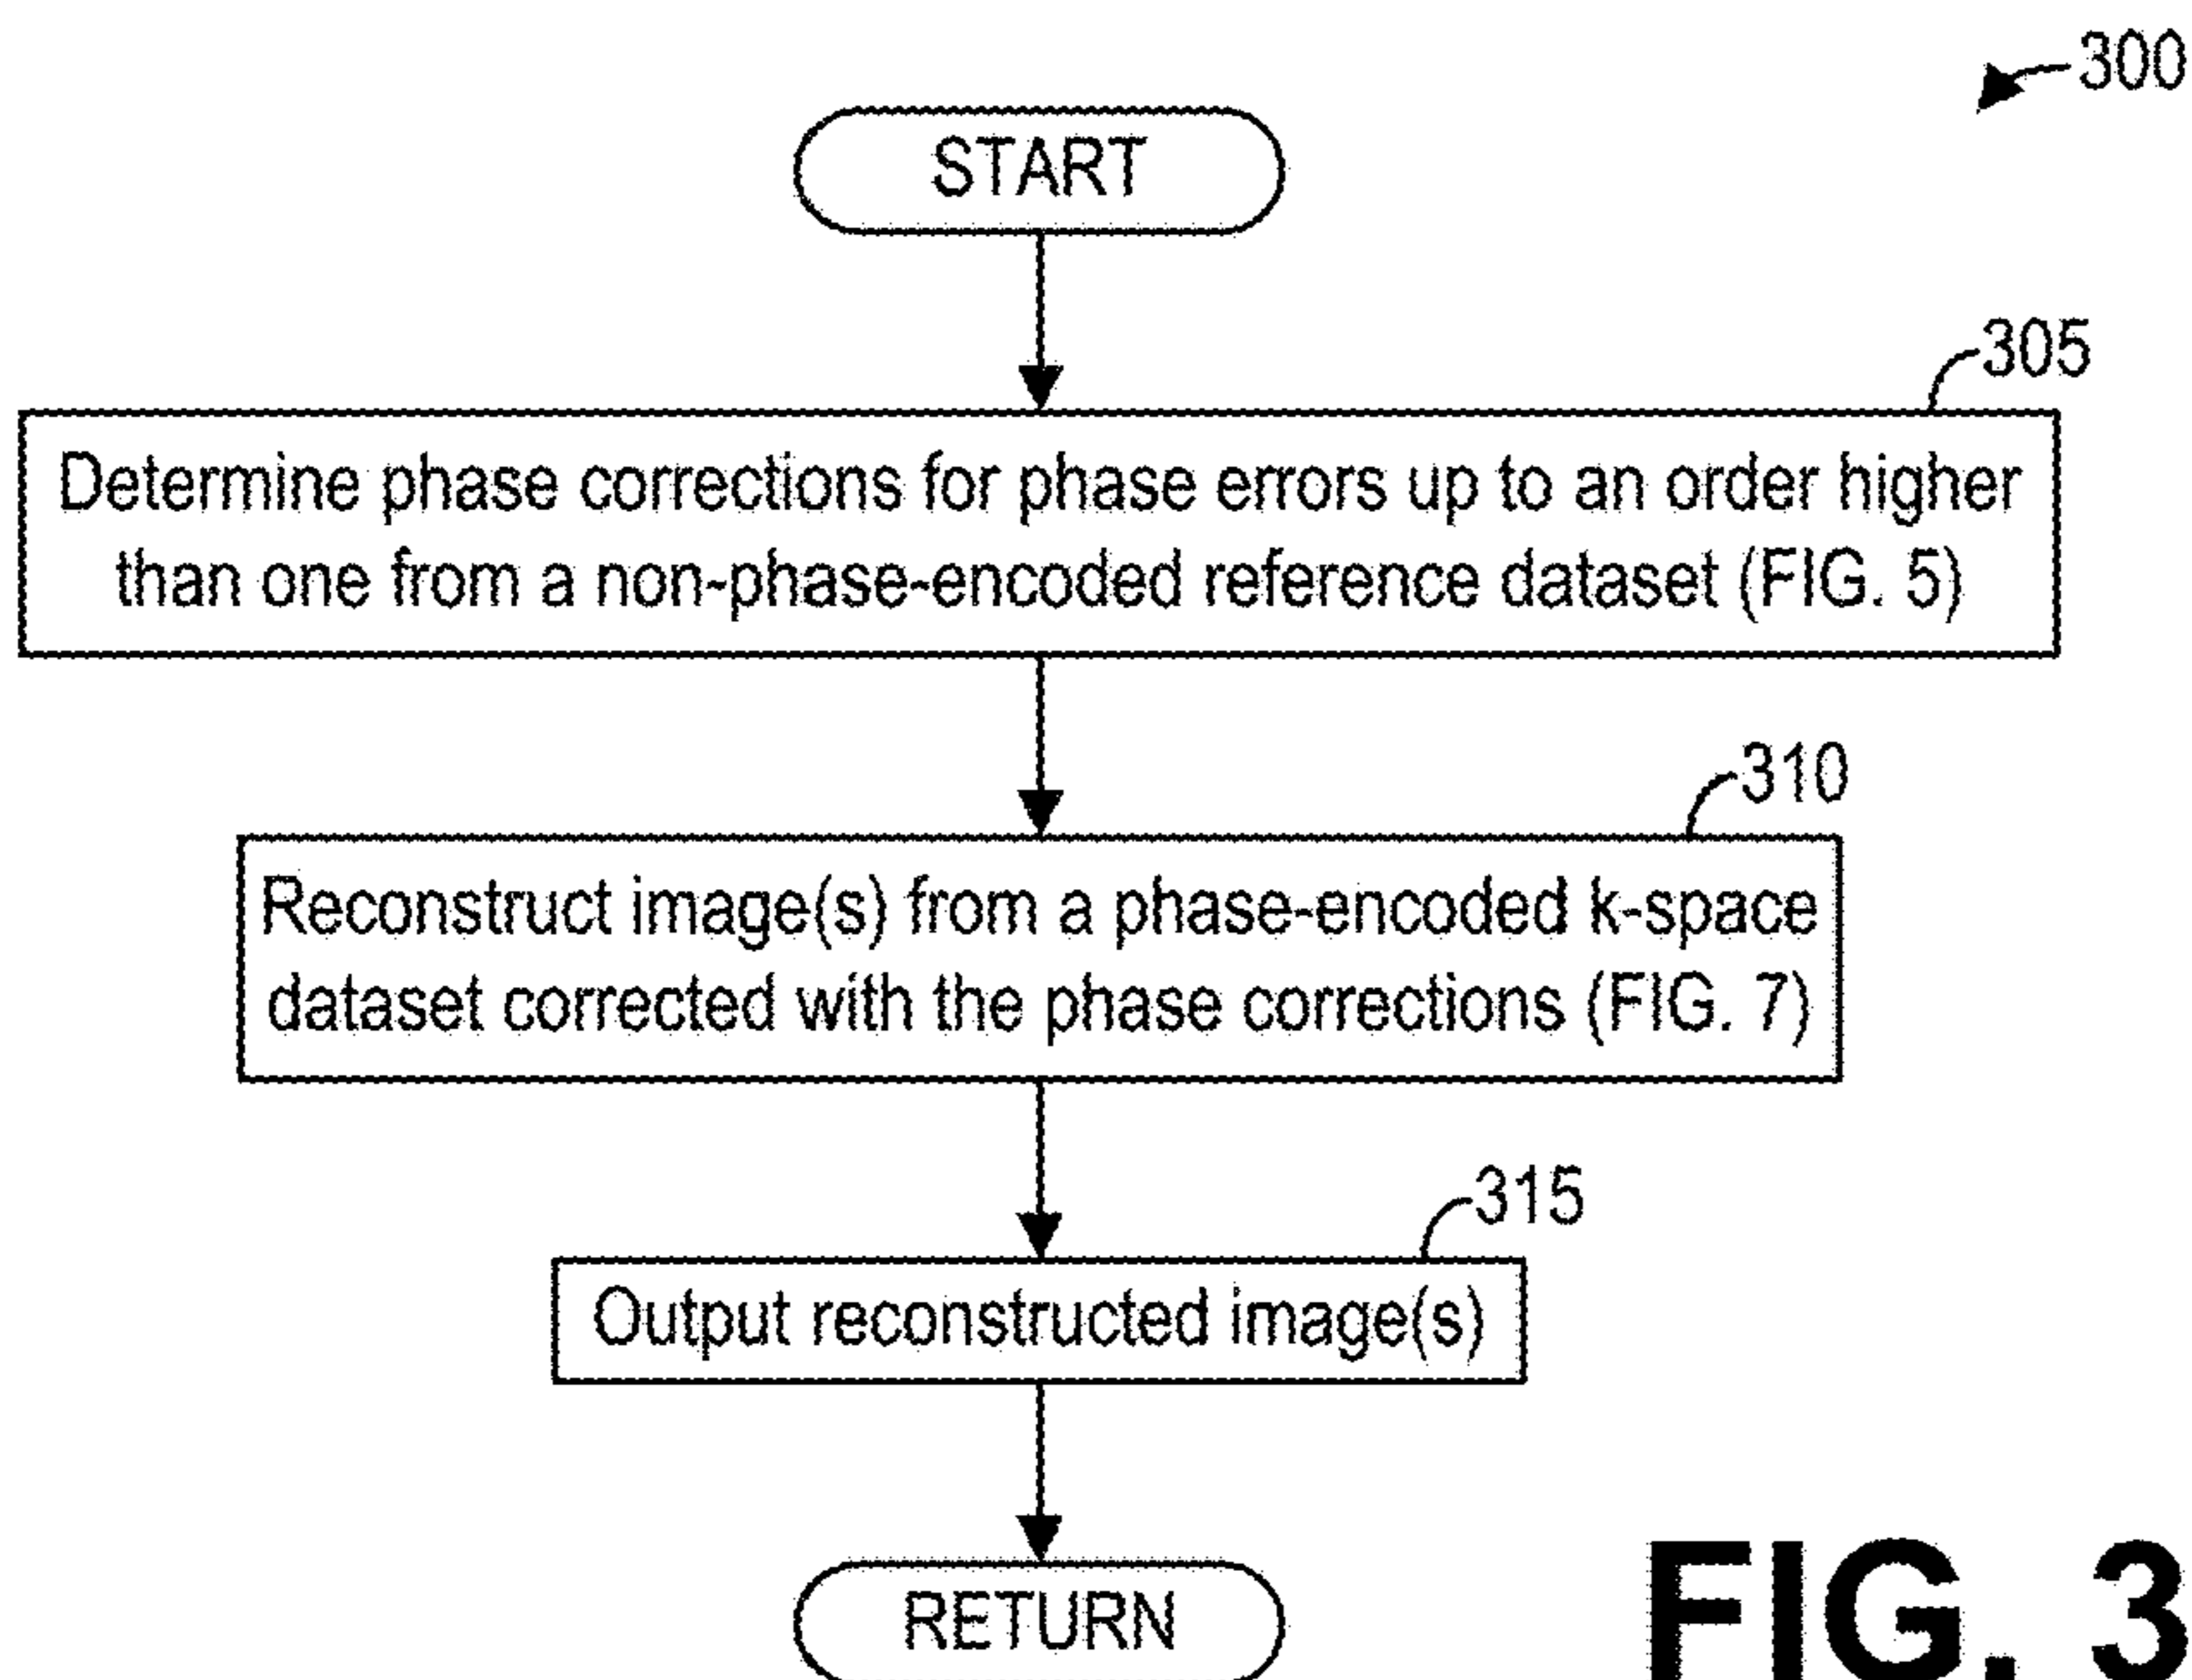 300
START
305
Determine phase corrections for phase errors up to an order higher
than one from a non-phase-encoded reference dataset (FIG. 5)
310
Reconstruct image(s) from a phase-encoded k-space
dataset corrected with the phase corrections (FIG. 7)
315
Output reconstructed image(s)
RETURN
FIG. 3